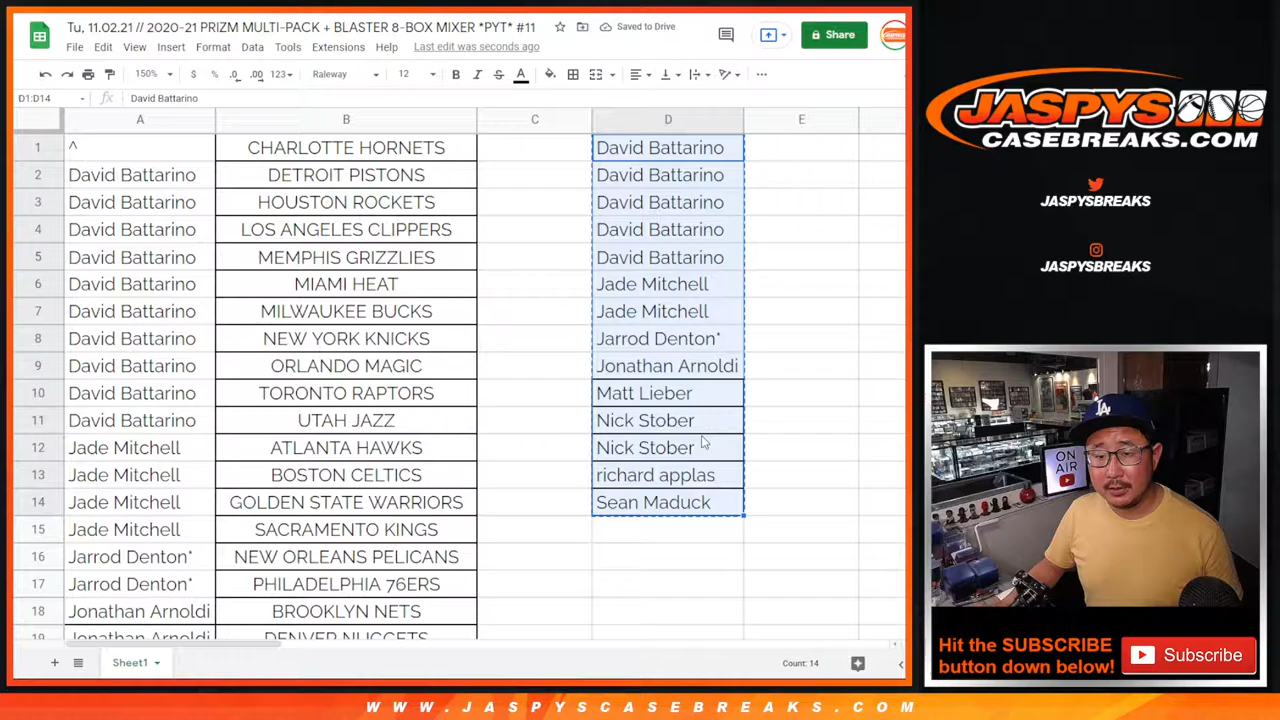 Tu, 11.02.21 // 2020-21 PRIZM MULTI-PACK + BLASTER 8-BOX MIXER *PYT* #11
Saved to Drive
Share
File Edit View Insert Format Data Tools Extensions Help Last edit was seconds ago
150% $ % .0 .00 123 Raleway 12 B I S A
D1:D14 fx David Battarino
A B C D E
1 ^ CHARLOTTE HORNETS David Battarino
2 David Battarino DETROIT PISTONS David Battarino
3 David Battarino HOUSTON ROCKETS David Battarino
4 David Battarino LOS ANGELES CLIPPERS David Battarino
5 David Battarino MEMPHIS GRIZZLIES David Battarino
6 David Battarino MIAMI HEAT Jade Mitchell
7 David Battarino MILWAUKEE BUCKS Jade Mitchell
8 David Battarino NEW YORK KNICKS Jarrod Denton*
9 David Battarino ORLANDO MAGIC Jonathan Arnoldi
10 David Battarino TORONTO RAPTORS Matt Lieber
11 David Battarino UTAH JAZZ Nick Stober
12 Jade Mitchell ATLANTA HAWKS Nick Stober
13 Jade Mitchell BOSTON CELTICS richard applas
14 Jade Mitchell GOLDEN STATE WARRIORS Sean Maduck
15 Jade Mitchell SACRAMENTO KINGS
16 Jarrod Denton* NEW ORLEANS PELICANS
17 Jarrod Denton* PHILADELPHIA 76ERS
18 Jonathan Arnoldi BROOKLYN NETS
19 Jonathan Arnoldi DENVER NUGGETS
Sheet1 Count: 14
JASPYS
CASEBREAKS.COM
JASPYSBREAKS
JASPYSBREAKS
LA
ON
AIR
Hit the SUBSCRIBE
button down below!
Subscribe
WWW.JASPYSCASEBREAKS.COM